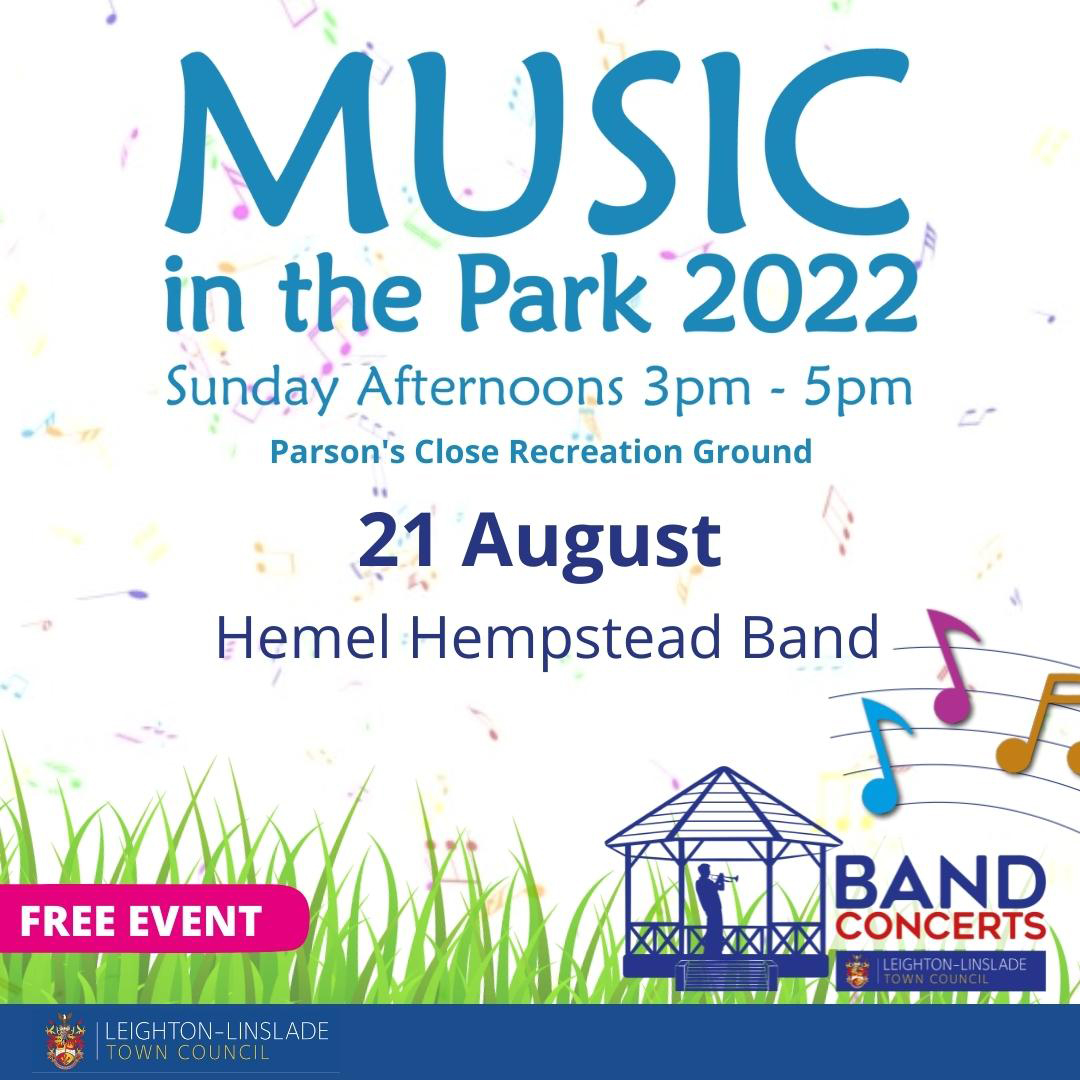 MUSIC
in the Park 2022
Sunday Afternoons 3pm - 5pm
Parson's Close Recreation Ground
21 August
Hemel Hempstead Band
BAND
CONCERTS
LEIGHTON-LINSLADE
TOWN COUNCIL
FREE EVENT
LEIGHTON-LINSLADE
TOWN COUNCIL